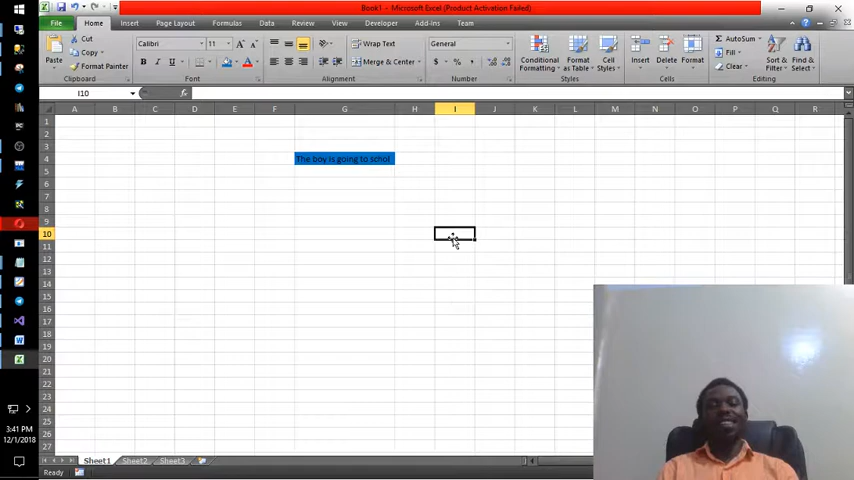 Book1 - Microsoft Excel (Product Activation Failed)
File Home Insert Page Layout Formulas Data Review View Developer Add-ins Team
Paste
Cut
Copy
Format Painter
Clipboard
Calibri 11
B I U
Font
Wrap Text
Merge & Center
Alignment
General
$ % ,
Number
Conditional Formatting
Format as Table
Cell Styles
Styles
Insert Delete Format
Cells
AutoSum
Fill
Clear
Sort & Filter
Find & Select
Editing
I10 fx
A B C D E F G H I J K L M N O P Q R
1
2
3
4 The boy is going to schol
5
6
7
8
9
10
11
12
13
14
15
16
17
18
19
20
21
22
23
24
25
26
27
Sheet1 Sheet2 Sheet3
Ready
3:41 PM
12/1/2018